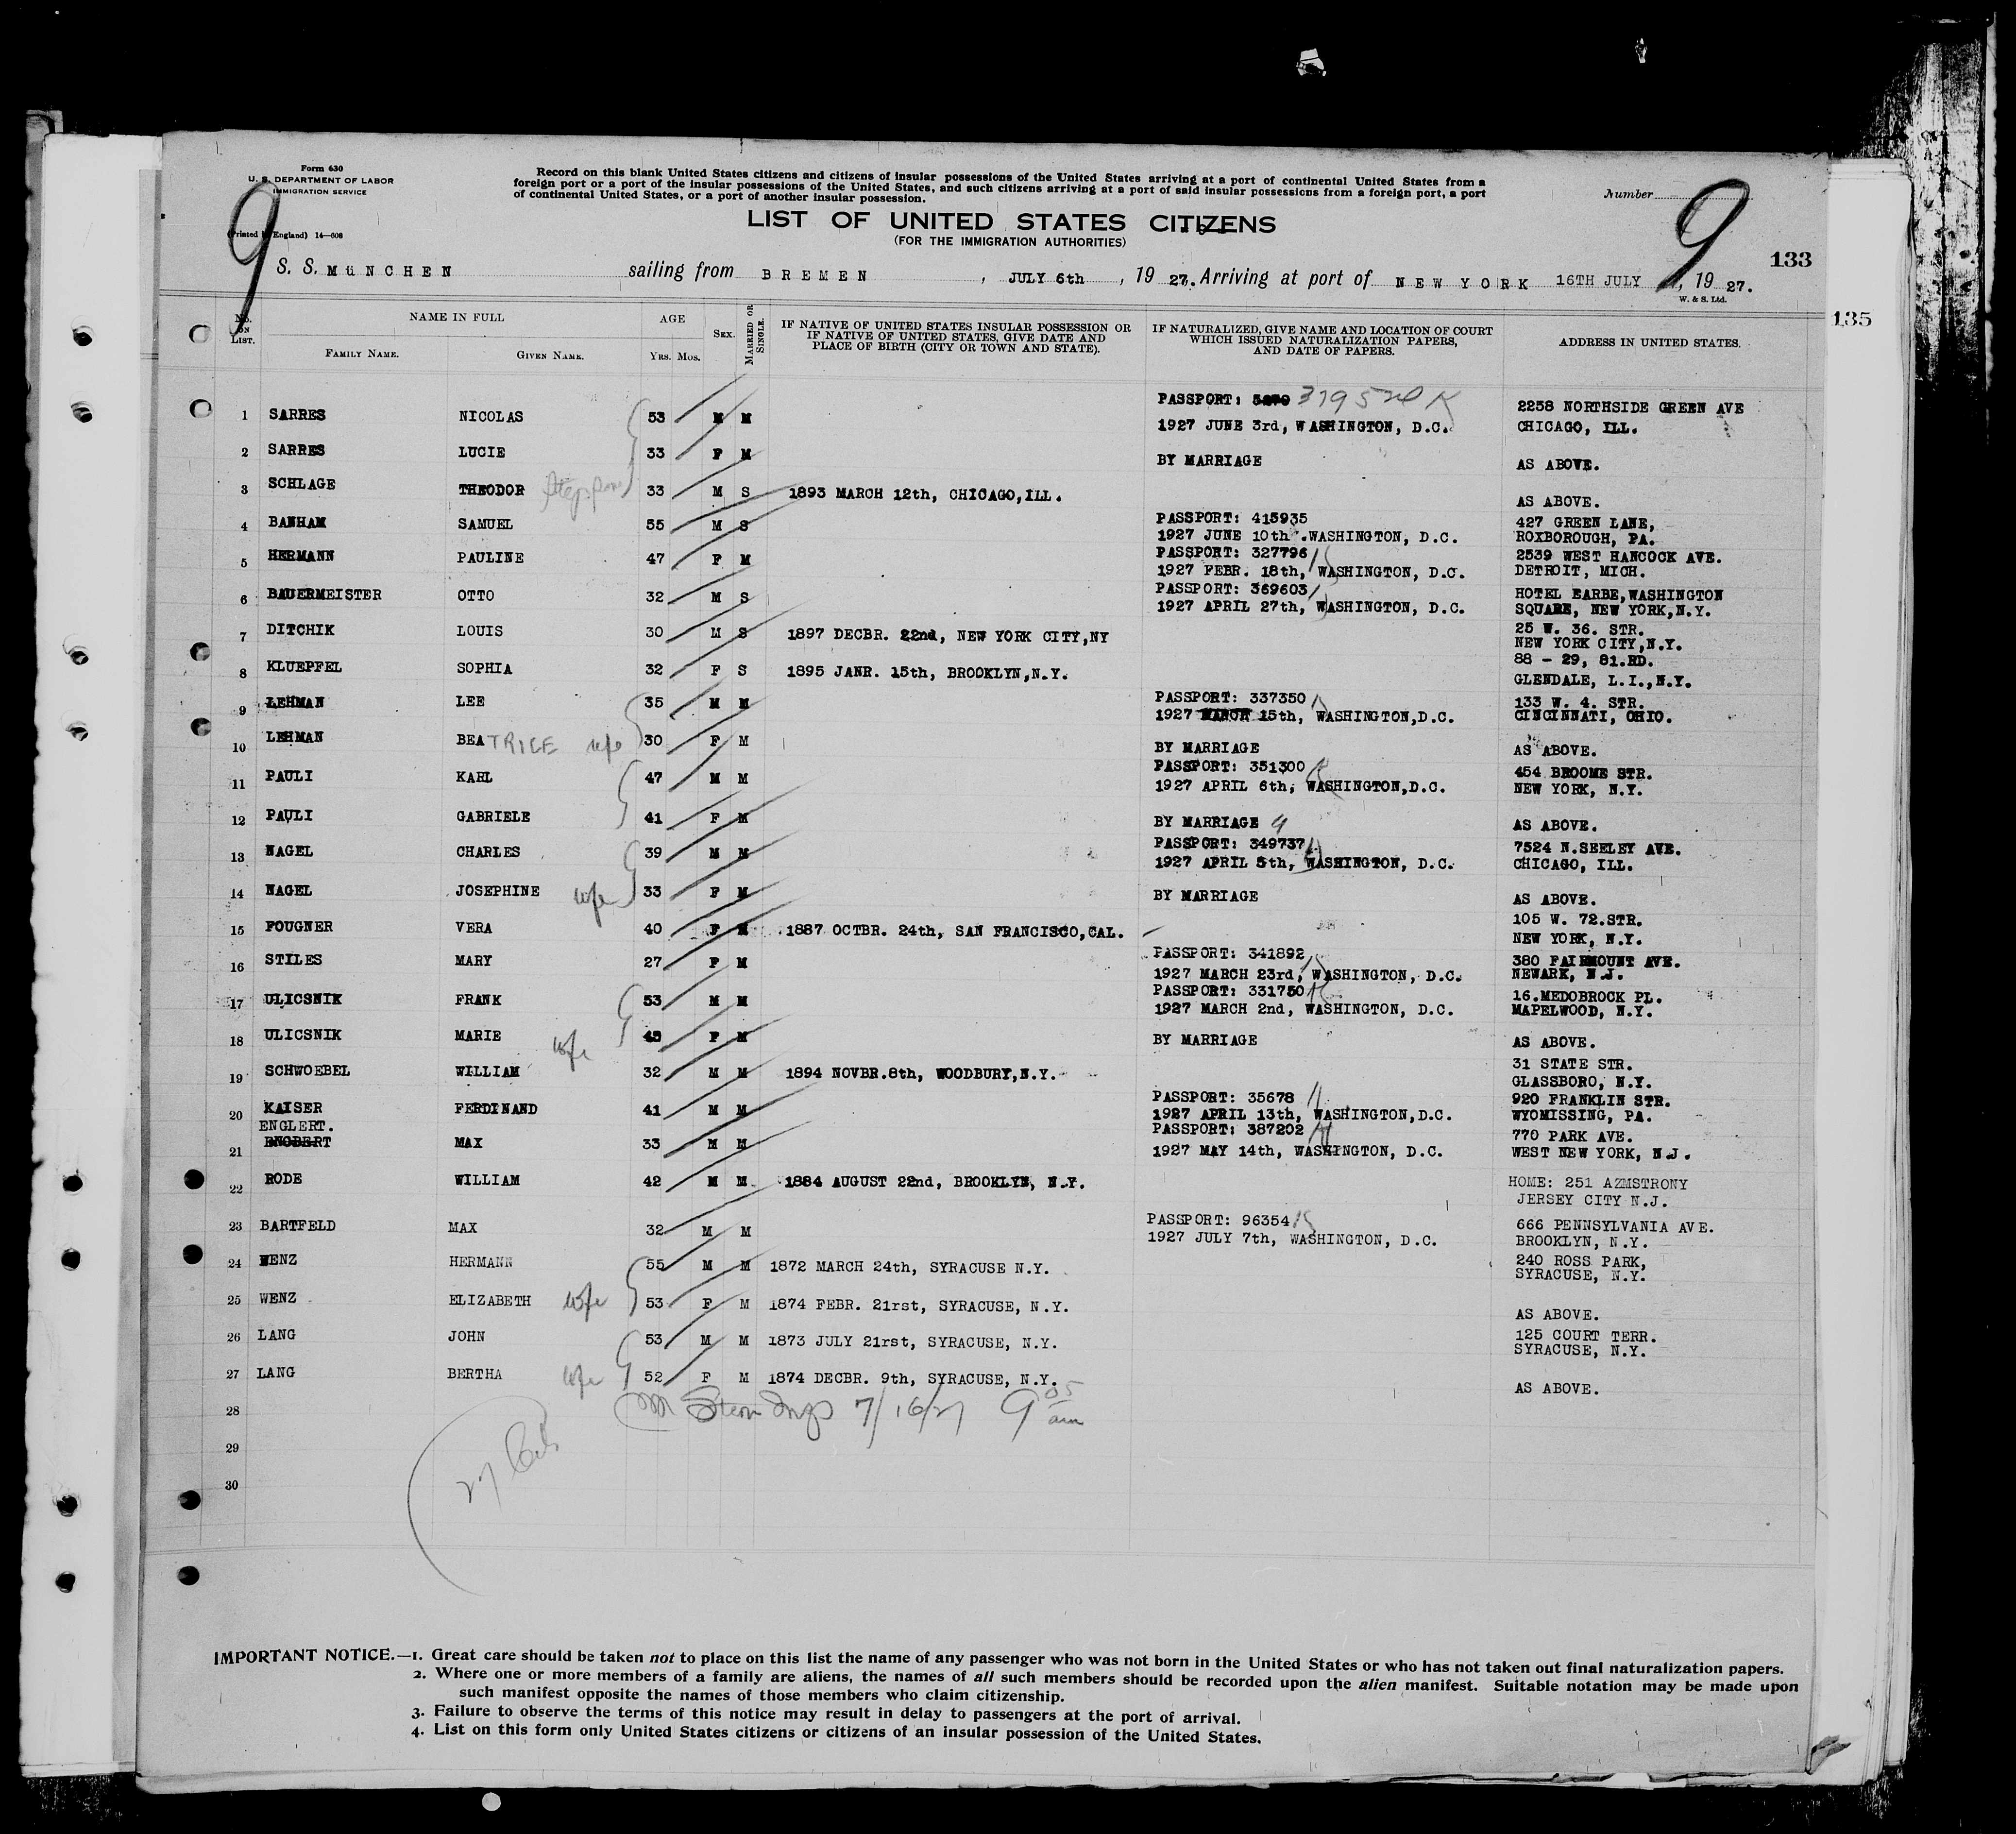 Form 630
U. S. DEPARTMENT OF LABOR
IMMIGRATION SERVICE
(Printed in England) 14—608
Record on this blank United States citizens and citizens of insular possessions of the United States arriving at a port of continental United States from a
foreign port or a port of the insular possessions of the United States, and such citizens arriving at a port of said insular possessions from a foreign port, a port
of continental United States, or a port of another insular possession.
Number
9
9
133
135
LIST OF UNITED STATES CITIZENS
(FOR THE IMMIGRATION AUTHORITIES)
S. S. MüNCHEN sailing from BREMEN, JULY 6th, 19 27. Arriving at port of NEW YORK 16TH JULY, 19 27.
W. & S. Ltd.
No. ON LIST.
NAME IN FULL
FAMILY NAME.
GIVEN NAME.
AGE
YRS. MOS.
SEX.
MARRIED OR SINGLE.
IF NATIVE OF UNITED STATES INSULAR POSSESSION OR
IF NATIVE OF UNITED STATES, GIVE DATE AND
PLACE OF BIRTH (CITY OR TOWN AND STATE).
IF NATURALIZED, GIVE NAME AND LOCATION OF COURT
WHICH ISSUED NATURALIZATION PAPERS,
AND DATE OF PAPERS.
ADDRESS IN UNITED STATES.
1 SARRES NICOLAS 53 M M PASSPORT: 2258 NORTHSIDE GREEN AVE
1927 JUNE 3rd, WASHINGTON, D.C. CHICAGO, ILL.
2 SARRES LUCIE 33 F M BY MARRIAGE AS ABOVE.
3 SCHLAGE THEODOR 33 M S 1893 MARCH 12th, CHICAGO,ILL. AS ABOVE.
4 BANHAM SAMUEL 55 M S PASSPORT: 415935 427 GREEN LANE,
1927 JUNE 10th .WASHINGTON, D.C. ROXBOROUGH, PA.
5 HERMANN PAULINE 47 F M PASSPORT: 327796 2539 WEST HANCOCK AVE.
1927 FEBR. 18th, WASHINGTON, D.C. DETROIT, MICH.
6 BAUERMEISTER OTTO 32 M S PASSPORT: 369603 HOTEL EARBE,WASHINGTON
1927 APRIL 27th, WASHINGTON, D.C. SQUARE, NEW YORK,N.Y.
7 DITCHIK LOUIS 30 M S 1897 DECBR. 22nd, NEW YORK CITY,NY 25 W. 36. STR.
NEW YORK CITY,N.Y.
8 KLUEPFEL SOPHIA 32 F S 1895 JANR. 15th, BROOKLYN,N.Y. 88 - 29, 81.RD.
GLENDALE, L.I.,N.Y.
9 LEHMAN LEE 35 M M PASSPORT: 337350 133 W. 4. STR.
1927 MARCH 15th, WASHINGTON,D.C. CINCINNATI, OHIO.
10 LEHMAN BEATRICE wife 30 F M BY MARRIAGE AS ABOVE.
11 PAULI KARL 47 M M PASSPORT: 351300 454 BROOME STR.
1927 APRIL 6th, WASHINGTON,D.C. NEW YORK, N.Y.
12 PAULI GABRIELE 41 F M BY MARRIAGE AS ABOVE.
13 NAGEL CHARLES 39 M M PASSPORT: 349737 7524 N.SEELEY AVE.
1927 APRIL 5th, WASHINGTON, D.C. CHICAGO, ILL.
14 NAGEL JOSEPHINE wife 33 F M BY MARRIAGE AS ABOVE.
15 FOUGNER VERA 40 F M 1887 OCTBR. 24th, SAN FRANCISCO,CAL. 105 W. 72.STR.
NEW YORK, N.Y.
16 STILES MARY 27 F M PASSPORT: 341892 380 FAIRMOUNT AVE.
1927 MARCH 23rd, WASHINGTON, D.C. NEWARK, N.J.
17 ULICSNIK FRANK 53 M M PASSPORT: 331750 16.MEDOBROCK PL.
1927 MARCH 2nd, WASHINGTON, D.C. MAPELWOOD, N.Y.
18 ULICSNIK MARIE wife 45 F M BY MARRIAGE AS ABOVE.
19 SCHWOEBEL WILLIAM 32 M M 1894 NOVBR.8th, WOODBURY,N.Y. 31 STATE STR.
GLASSBORO, N.Y.
20 KAISER FERDINAND 41 M M PASSPORT: 35678 920 FRANKLIN STR.
1927 APRIL 13th, WASHINGTON,D.C. WYOMISSING, PA.
ENGLERT.
21 ENGBERT MAX 33 M M PASSPORT: 387202 770 PARK AVE.
1927 MAY 14th, WASHINGTON, D.C. WEST NEW YORK, N.J.
22 RODE WILLIAM 42 M M 1884 AUGUST 22nd, BROOKLYN, N.Y. HOME: 251 AZMSTRONY
JERSEY CITY N.J.
23 BARTFELD MAX 32 M M PASSPORT: 96354 666 PENNSYLVANIA AVE.
1927 JULY 7th, WASHINGTON, D.C. BROOKLYN, N.Y.
24 WENZ HERMANN 55 M M 1872 MARCH 24th, SYRACUSE N.Y. 240 ROSS PARK,
SYRACUSE, N.Y.
25 WENZ ELIZABETH wife 53 F M 1874 FEBR. 21rst, SYRACUSE, N.Y. AS ABOVE.
26 LANG JOHN 53 M M 1873 JULY 21rst, SYRACUSE, N.Y. 125 COURT TERR.
SYRACUSE, N.Y.
27 LANG BERTHA wife 52 F M 1874 DECBR. 9th, SYRACUSE, N.Y. AS ABOVE.
28 Stern Insp 7/16/27 9 05 am
29
30
IMPORTANT NOTICE.—1. Great care should be taken not to place on this list the name of any passenger who was not born in the United States or who has not taken out final naturalization papers.
2. Where one or more members of a family are aliens, the names of all such members should be recorded upon the alien manifest. Suitable notation may be made upon
such manifest opposite the names of those members who claim citizenship.
3. Failure to observe the terms of this notice may result in delay to passengers at the port of arrival.
4. List on this form only United States citizens or citizens of an insular possession of the United States.